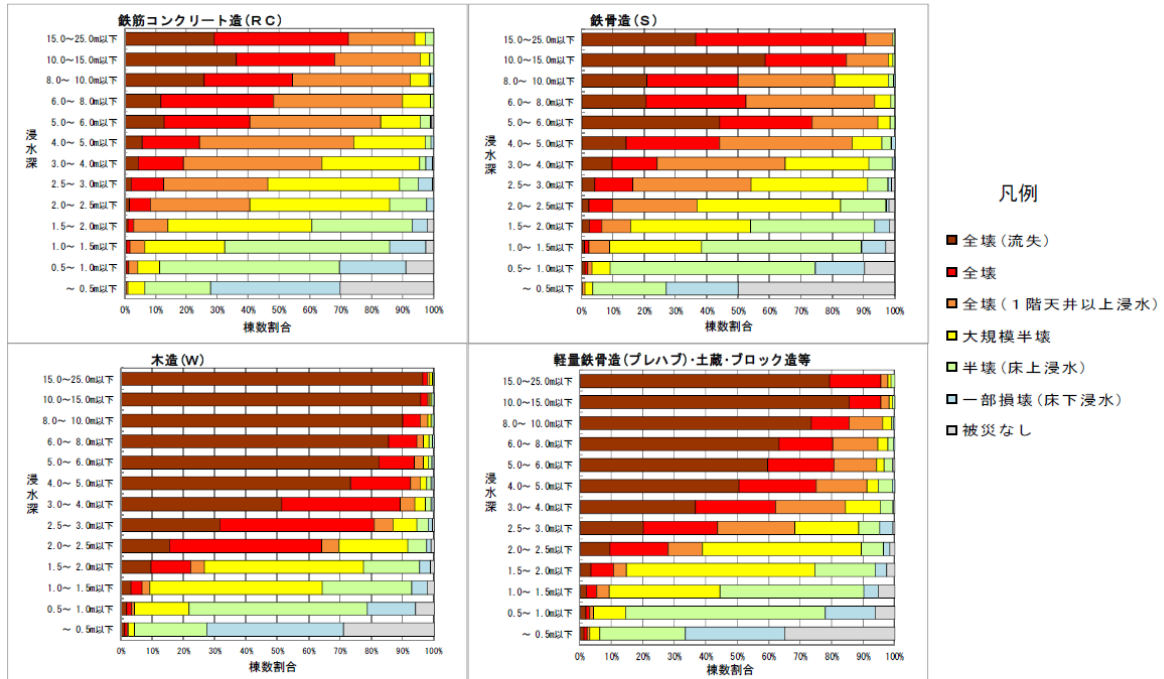 鉄筋コンクリート造(RC)
浸水深
15.0～25.0m以下
10.0～15.0m以下
8.0～ 10.0m以下
6.0～ 8.0m以下
5.0～ 6.0m以下
4.0～ 5.0m以下
3.0～ 4.0m以下
2.5～ 3.0m以下
2.0～ 2.5m以下
1.5～ 2.0m以下
1.0～ 1.5m以下
0.5～ 1.0m以下
～ 0.5m以下
0% 10% 20% 30% 40% 50% 60% 70% 80% 90% 100%
棟数割合
鉄骨造(S)
浸水深
15.0～25.0m以下
10.0～15.0m以下
8.0～ 10.0m以下
6.0～ 8.0m以下
5.0～ 6.0m以下
4.0～ 5.0m以下
3.0～ 4.0m以下
2.5～ 3.0m以下
2.0～ 2.5m以下
1.5～ 2.0m以下
1.0～ 1.5m以下
0.5～ 1.0m以下
～ 0.5m以下
0% 10% 20% 30% 40% 50% 60% 70% 80% 90% 100%
棟数割合
木造(W)
浸水深
15.0～25.0m以下
10.0～15.0m以下
8.0～ 10.0m以下
6.0～ 8.0m以下
5.0～ 6.0m以下
4.0～ 5.0m以下
3.0～ 4.0m以下
2.5～ 3.0m以下
2.0～ 2.5m以下
1.5～ 2.0m以下
1.0～ 1.5m以下
0.5～ 1.0m以下
～ 0.5m以下
0% 10% 20% 30% 40% 50% 60% 70% 80% 90% 100%
棟数割合
軽量鉄骨造(プレハブ)・土蔵・ブロック造等
浸水深
15.0～25.0m以下
10.0～15.0m以下
8.0～ 10.0m以下
6.0～ 8.0m以下
5.0～ 6.0m以下
4.0～ 5.0m以下
3.0～ 4.0m以下
2.5～ 3.0m以下
2.0～ 2.5m以下
1.5～ 2.0m以下
1.0～ 1.5m以下
0.5～ 1.0m以下
～ 0.5m以下
0% 10% 20% 30% 40% 50% 60% 70% 80% 90% 100%
棟数割合
凡例
全壊(流失)
全壊
全壊(1階天井以上浸水)
大規模半壊
半壊(床上浸水)
一部損壊(床下浸水)
被災なし